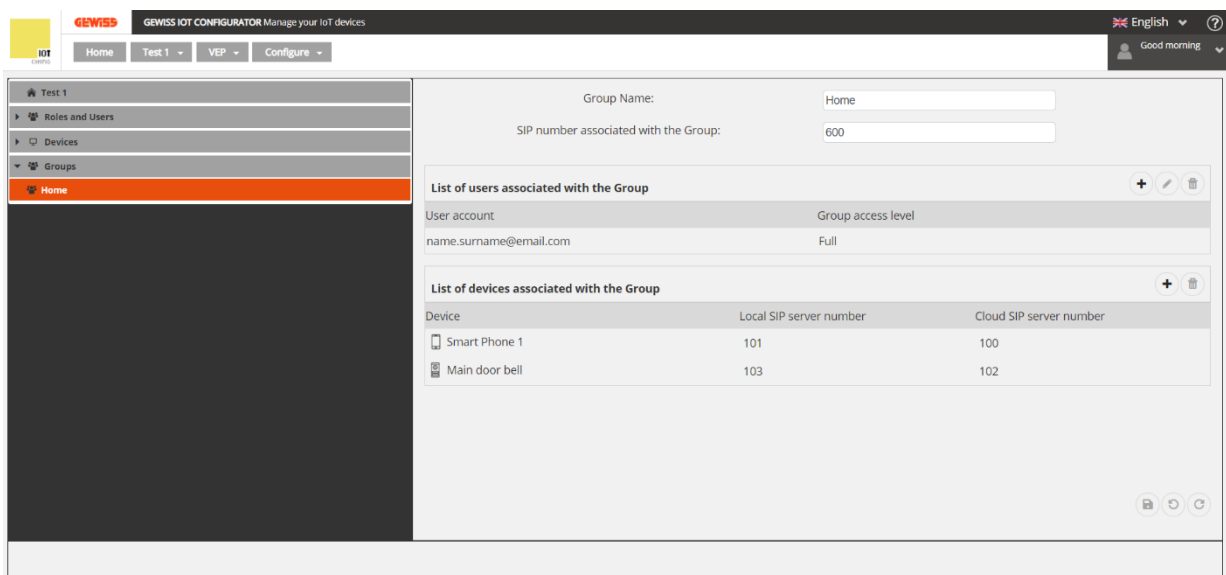 GEWISS GEWISS IOT CONFIGURATOR Manage your IoT devices English
IOT
Home Test 1 VEP Configure Good morning
Test 1
Roles and Users
Devices
Groups
Home
Group Name: Home
SIP number associated with the Group: 600
List of users associated with the Group
User account Group access level
name.surname@email.com Full
List of devices associated with the Group
Device Local SIP server number Cloud SIP server number
Smart Phone 1 101 100
Main door bell 103 102